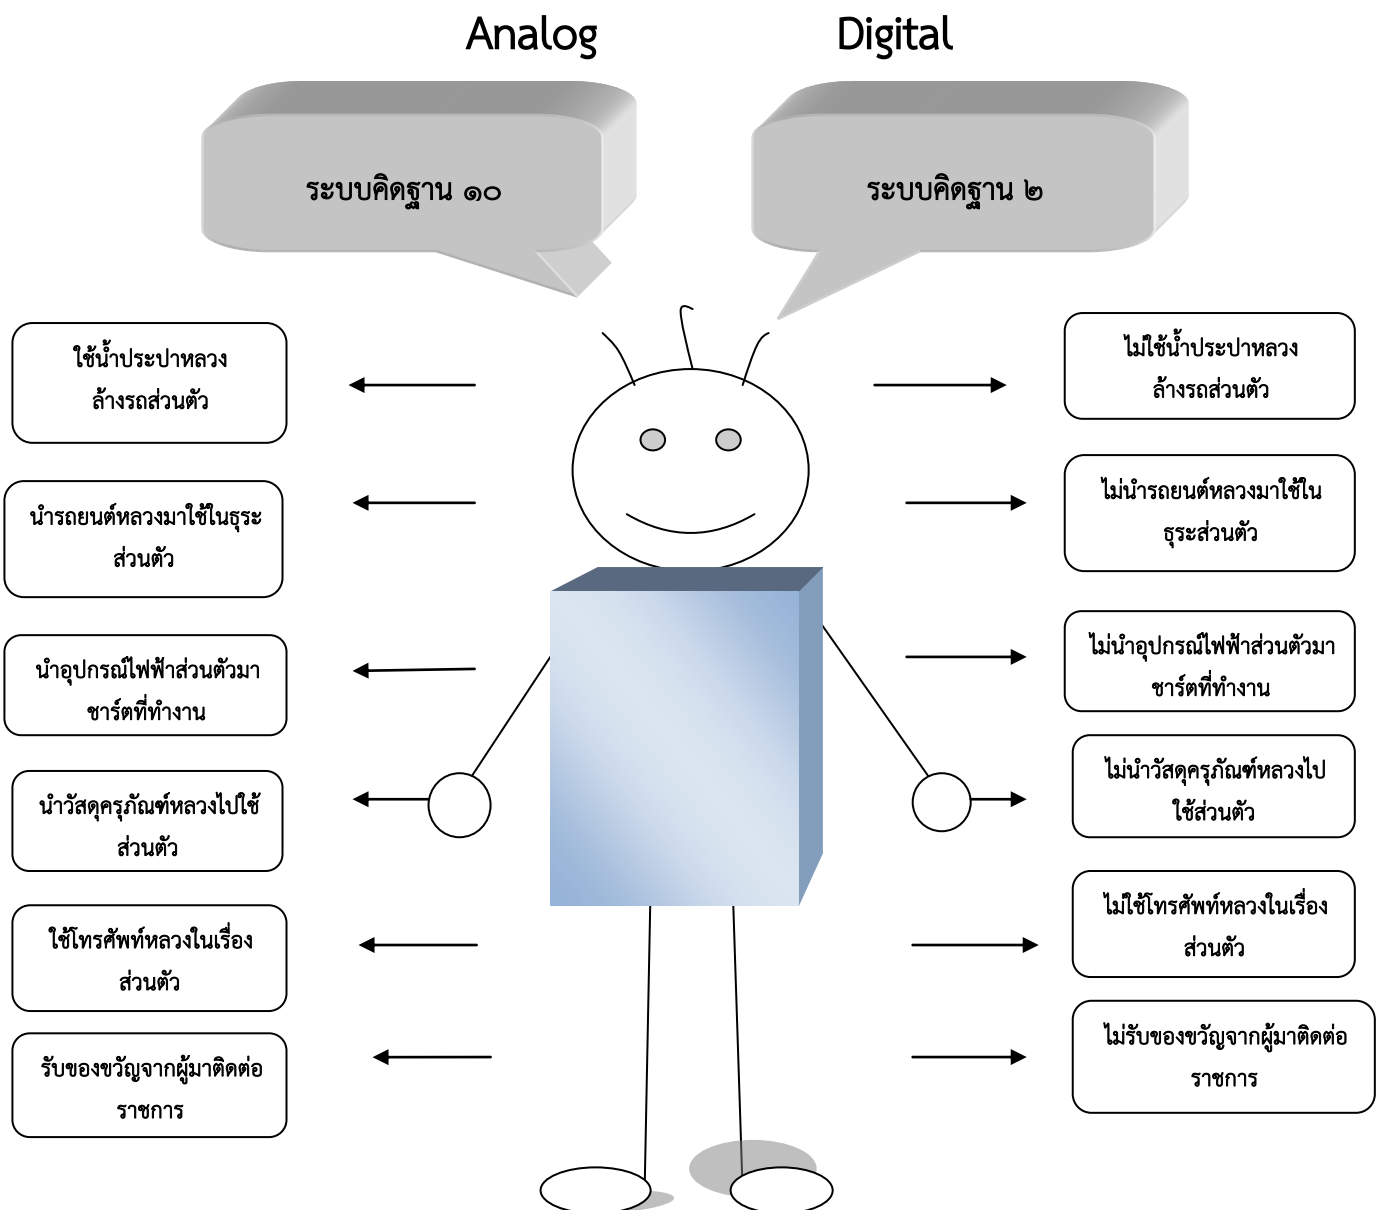 Analog
Digital
ระบบคิดฐาน ๑๐
ระบบคิดฐาน ๒
ใช้น้ำประปาหลวง
ล้างรถส่วนตัว
นำรถยนต์หลวงมาใช้ในธุระ
ส่วนตัว
นำอุปกรณ์ไฟฟ้าส่วนตัวมา
ชาร์ตที่ทำงาน
นำวัสดุครุภัณฑ์หลวงไปใช้
ส่วนตัว
ใช้โทรศัพท์หลวงในเรื่อง
ส่วนตัว
รับของขวัญจากผู้มาติดต่อ
ราชการ
ไม่ใช้น้ำประปาหลวง
ล้างรถส่วนตัว
ไม่นำรถยนต์หลวงมาใช้ใน
ธุระส่วนตัว
ไม่นำอุปกรณ์ไฟฟ้าส่วนตัวมา
ชาร์ตที่ทำงาน
ไม่นำวัสดุครุภัณฑ์หลวงไป
ใช้ส่วนตัว
ไม่ใช้โทรศัพท์หลวงในเรื่อง
ส่วนตัว
ไม่รับของขวัญจากผู้มาติดต่อ
ราชการ